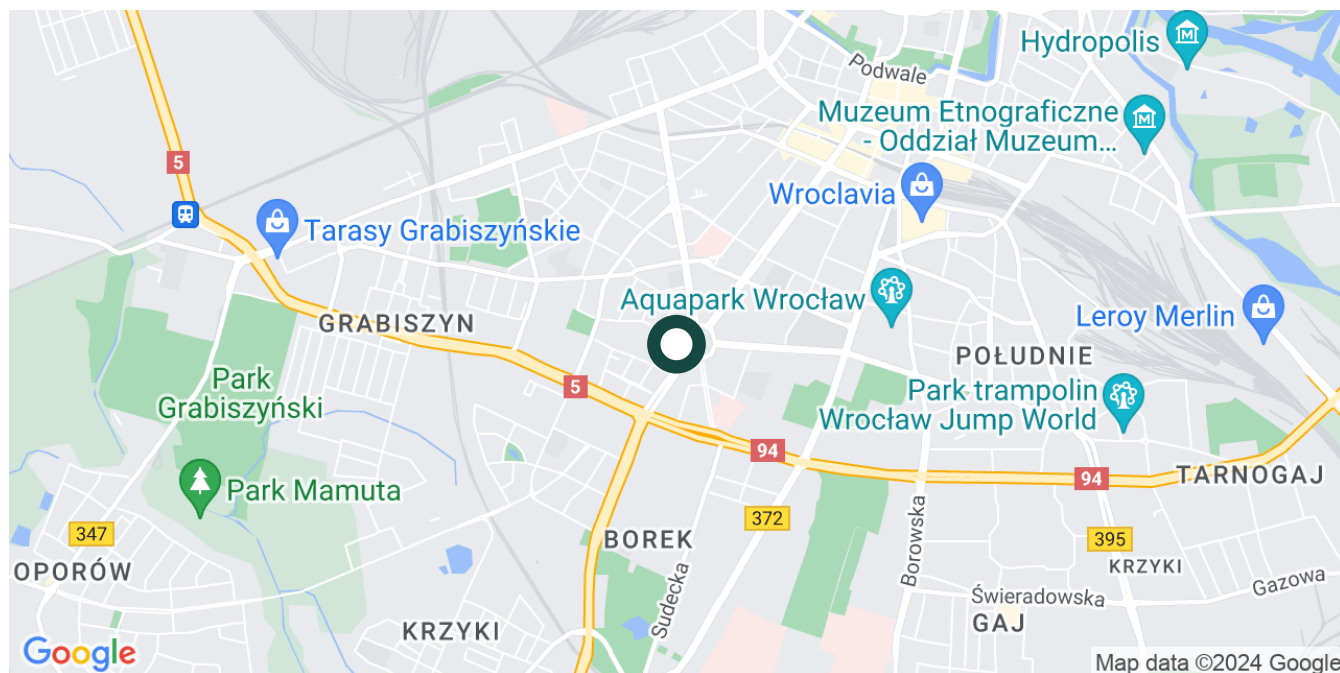 Hydropolis
Podwale
Muzeum Etnograficzne
- Oddział Muzeum...
5
Wroclavia
Tarasy Grabiszyńskie
Aquapark Wrocław
Leroy Merlin
GRABISZYN
POŁUDNIE
Park
Grabiszyński
5
Park trampolin
Wrocław Jump World
94
94
TARNOGAJ
Park Mamuta
372
347
BOREK
395
Borowska
OPORÓW
KRZYKI
Gazowa
Sudecka
Świeradowska
GAJ
KRZYKI
Google
Map data ©2024 Google